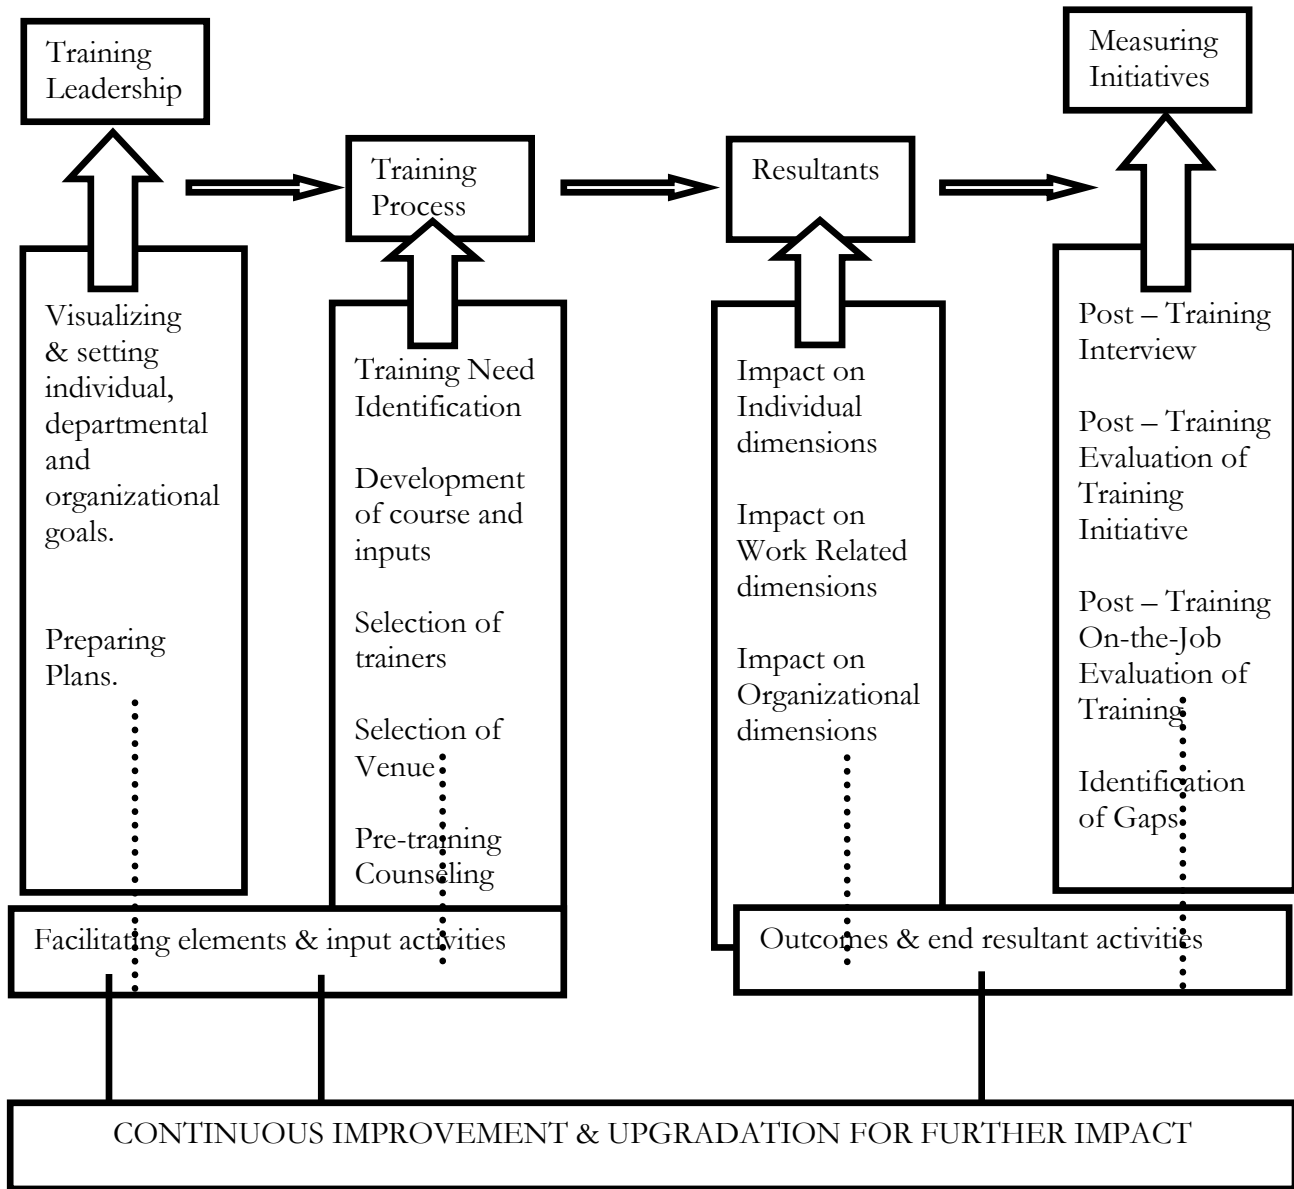 Training
Leadership
Measuring
Initiatives
Training
Process
Resultants
Visualizing
& setting
individual,
departmental
and
organizational
goals.
Preparing
Plans.
Training Need
Identification
Development
of course and
inputs
Selection of
trainers
Selection of
Venue
Pre-training
Counseling
Impact on
Individual
dimensions
Impact on
Work Related
dimensions
Impact on
Organizational
dimensions
Post – Training
Interview
Post – Training
Evaluation of
Training
Initiative
Post – Training
On-the-Job
Evaluation of
Training
Identification
of Gaps
Facilitating elements & input activities
Outcomes & end resultant activities
CONTINUOUS IMPROVEMENT & UPGRADATION FOR FURTHER IMPACT